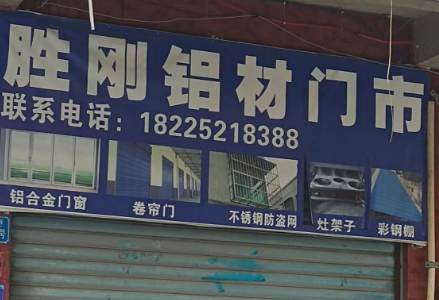 胜刚铝材门市
联系电话：18225218388
铝合金门窗 卷帘门 不锈钢防盗网 灶架子 彩钢棚